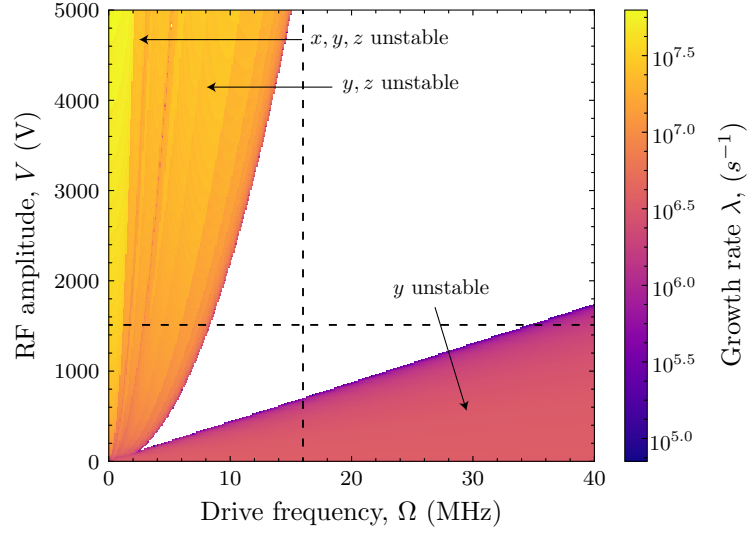 5000
4000
3000
2000
1000
0
RF amplitude, V (V)
x, y, z unstable
y, z unstable
y unstable
0
10
20
30
40
Drive frequency, Ω (MHz)
10^7.5
10^7.0
10^6.5
10^6.0
10^5.5
10^5.0
Growth rate λ, (s⁻¹)